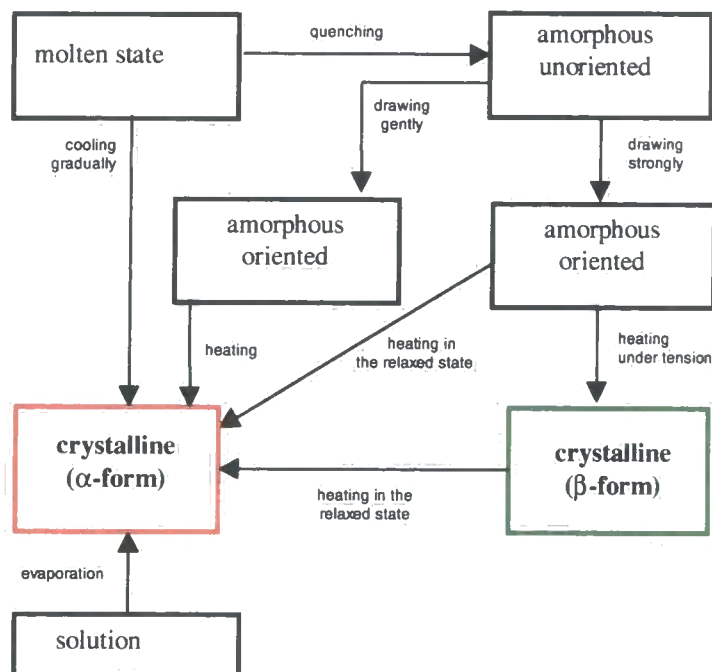 molten state
quenching
amorphous
unoriented
cooling
gradually
drawing
gently
drawing
strongly
amorphous
oriented
amorphous
oriented
heating
heating in
the relaxed state
heating
under tension
crystalline
(α-form)
heating in the
relaxed state
crystalline
(β-form)
evaporation
solution